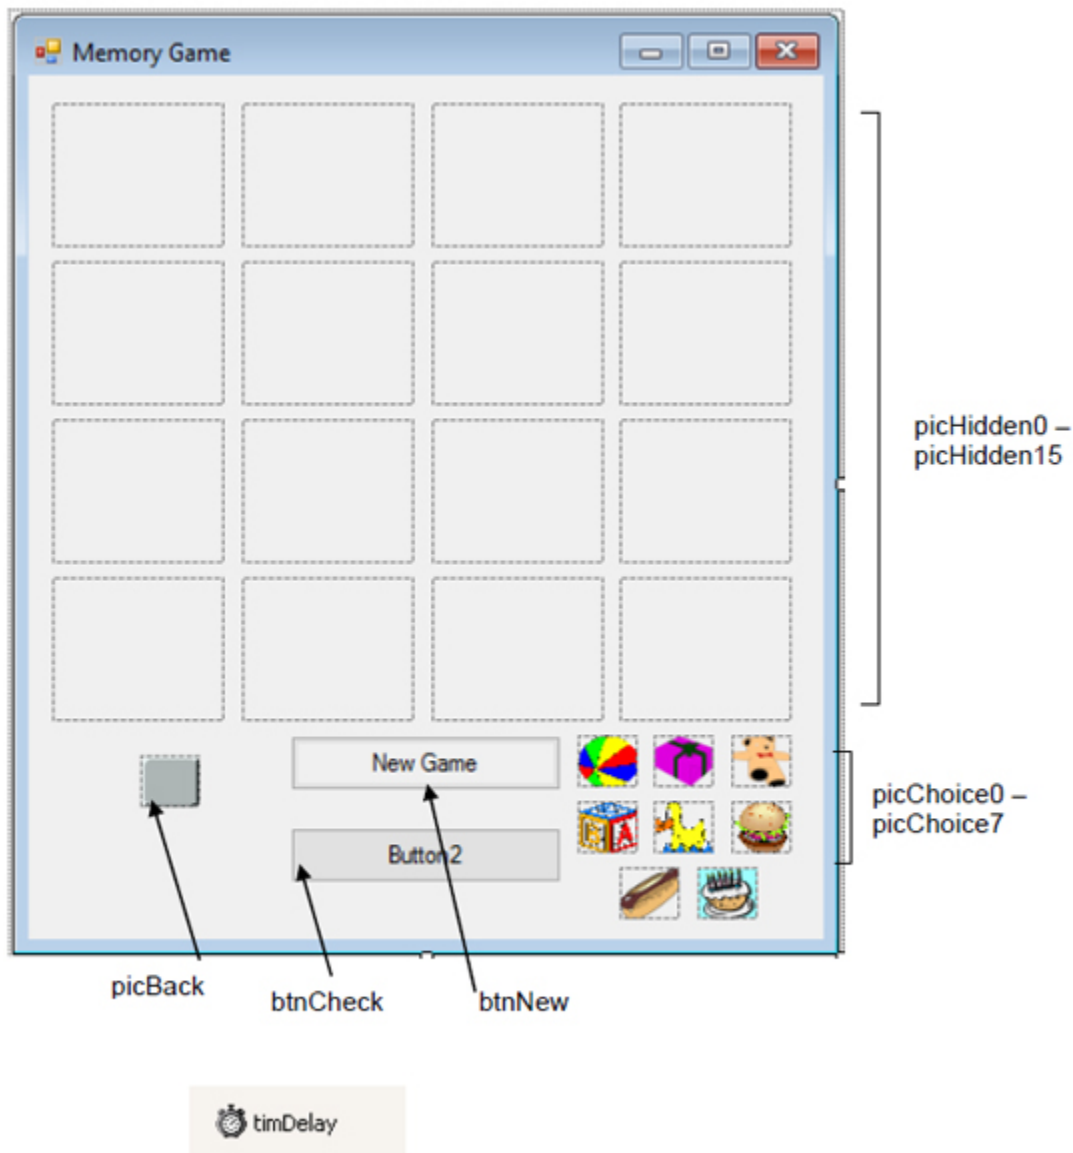 Memory Game
picHidden0 –
picHidden15
New Game
picChoice0 –
picChoice7
Button2
picBack
btnCheck
btnNew
timDelay